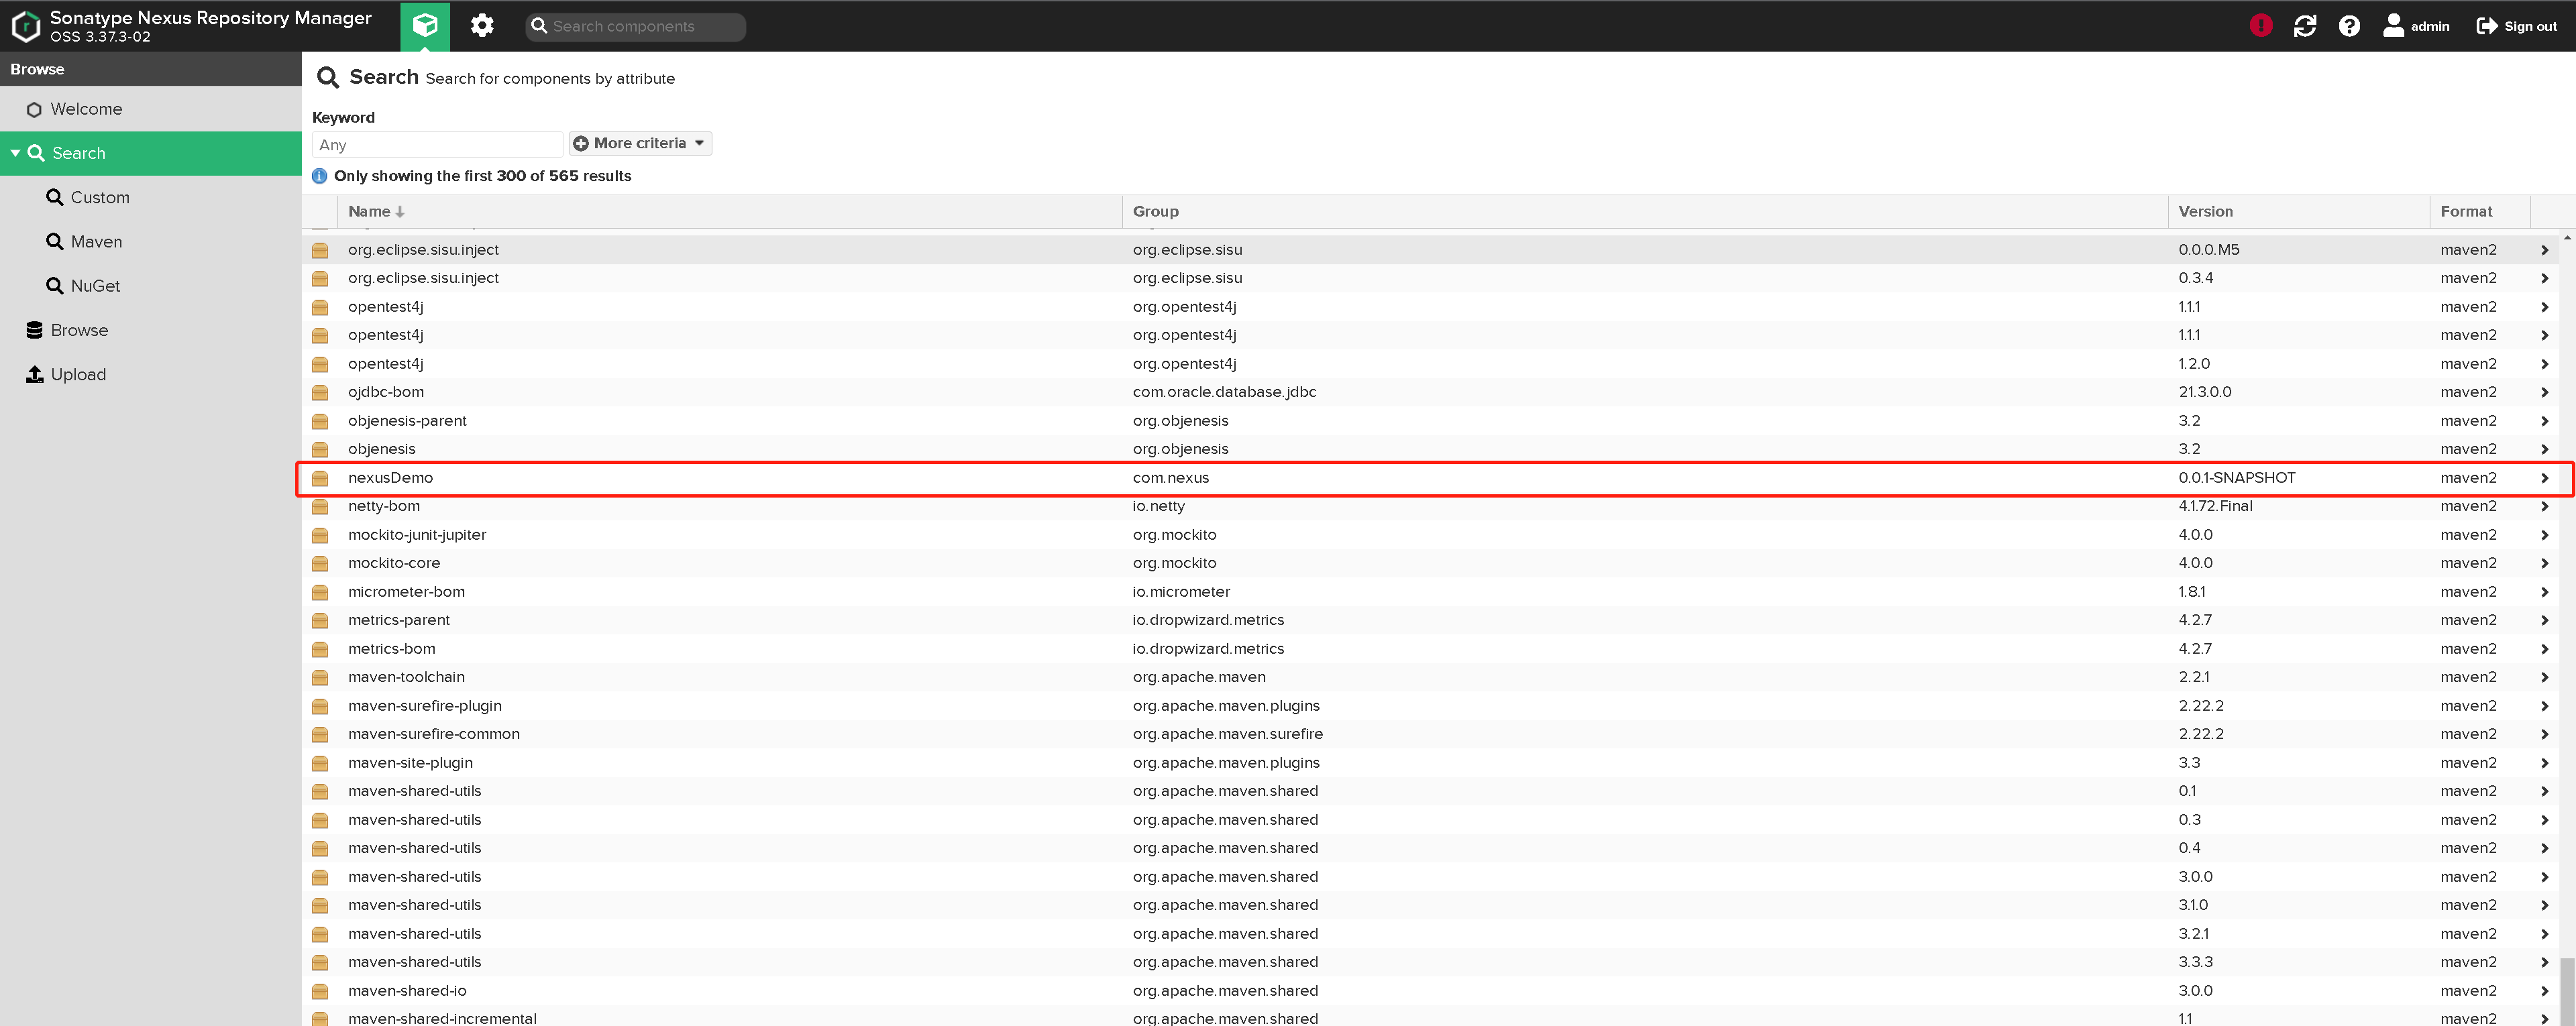 Sonatype Nexus Repository Manager
OSS 3.37.3-02
Search components
admin
Sign out
Browse
Welcome
Search
Custom
Maven
NuGet
Browse
Upload
Search Search for components by attribute
Keyword
Any
More criteria
Only showing the first 300 of 565 results
Name Group Version Format
org.eclipse.sisu.inject org.eclipse.sisu 0.0.0.M5 maven2
org.eclipse.sisu.inject org.eclipse.sisu 0.3.4 maven2
opentest4j org.opentest4j 1.1.1 maven2
opentest4j org.opentest4j 1.1.1 maven2
opentest4j org.opentest4j 1.2.0 maven2
ojdbc-bom com.oracle.database.jdbc 21.3.0.0 maven2
objenesis-parent org.objenesis 3.2 maven2
objenesis org.objenesis 3.2 maven2
nexusDemo com.nexus 0.0.1-SNAPSHOT maven2
netty-bom io.netty 4.1.72.Final maven2
mockito-junit-jupiter org.mockito 4.0.0 maven2
mockito-core org.mockito 4.0.0 maven2
micrometer-bom io.micrometer 1.8.1 maven2
metrics-parent io.dropwizard.metrics 4.2.7 maven2
metrics-bom io.dropwizard.metrics 4.2.7 maven2
maven-toolchain org.apache.maven 2.2.1 maven2
maven-surefire-plugin org.apache.maven.plugins 2.22.2 maven2
maven-surefire-common org.apache.maven.surefire 2.22.2 maven2
maven-site-plugin org.apache.maven.plugins 3.3 maven2
maven-shared-utils org.apache.maven.shared 0.1 maven2
maven-shared-utils org.apache.maven.shared 0.3 maven2
maven-shared-utils org.apache.maven.shared 0.4 maven2
maven-shared-utils org.apache.maven.shared 3.0.0 maven2
maven-shared-utils org.apache.maven.shared 3.1.0 maven2
maven-shared-utils org.apache.maven.shared 3.2.1 maven2
maven-shared-utils org.apache.maven.shared 3.3.3 maven2
maven-shared-io org.apache.maven.shared 3.0.0 maven2
maven-shared-incremental org.apache.maven.shared 1.1 maven2